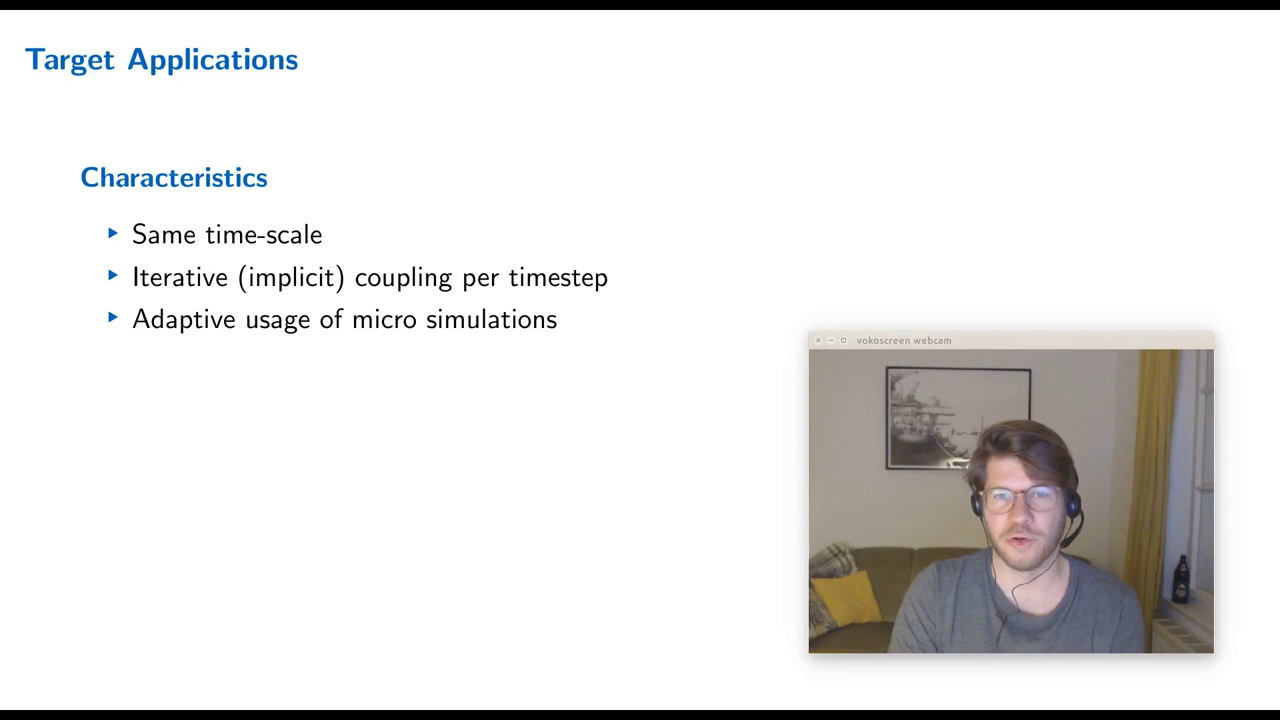 Target Applications
Characteristics
Same time-scale
Iterative (implicit) coupling per timestep
Adaptive usage of micro simulations
vokoscreen webcam